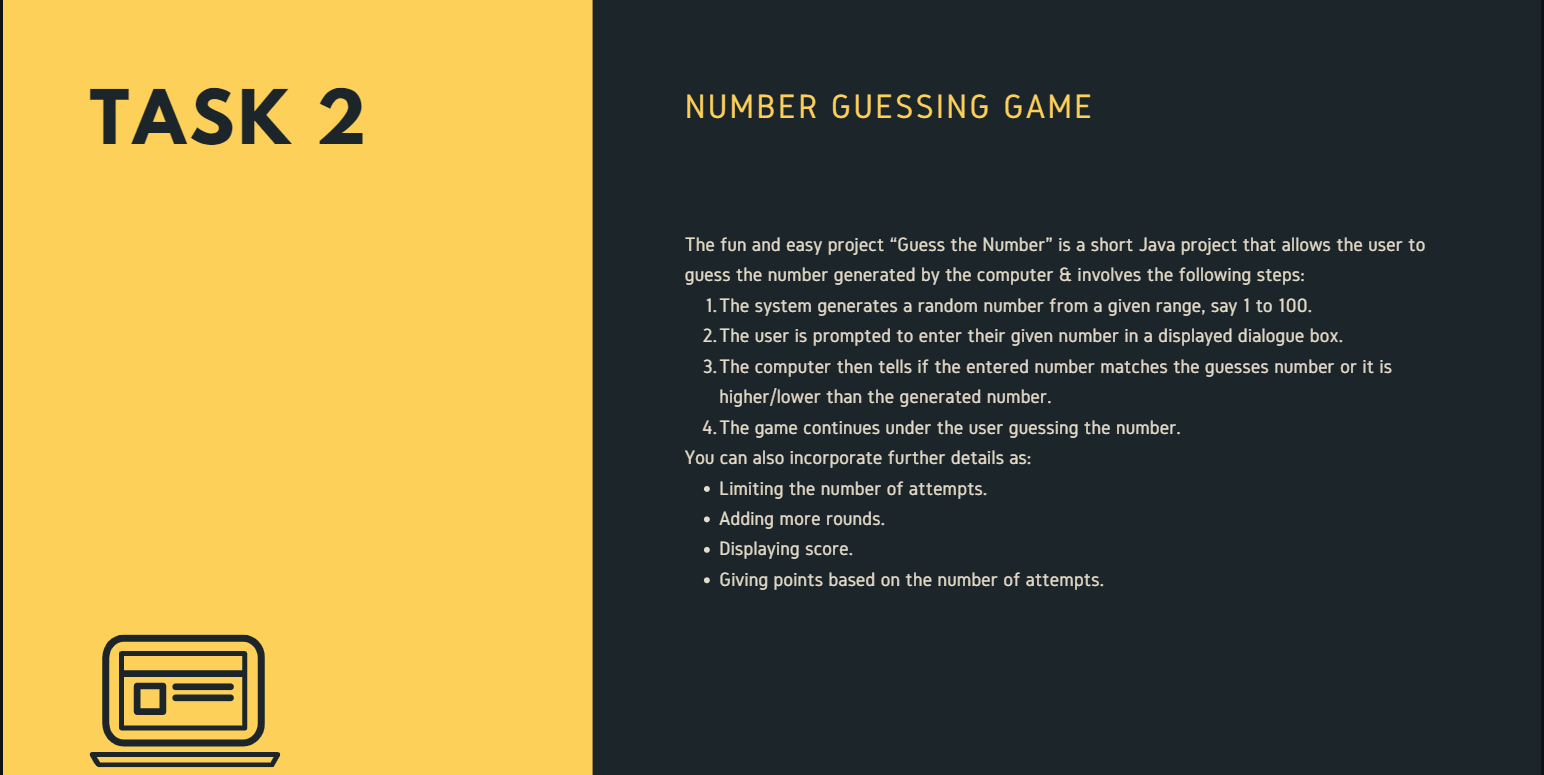 TASK 2
NUMBER GUESSING GAME
The fun and easy project “Guess the Number” is a short Java project that allows the user to
guess the number generated by the computer & involves the following steps:
1. The system generates a random number from a given range, say 1 to 100.
2. The user is prompted to enter their given number in a displayed dialogue box.
3. The computer then tells if the entered number matches the guesses number or it is
higher/lower than the generated number.
4. The game continues under the user guessing the number.
You can also incorporate further details as:
• Limiting the number of attempts.
• Adding more rounds.
• Displaying score.
• Giving points based on the number of attempts.